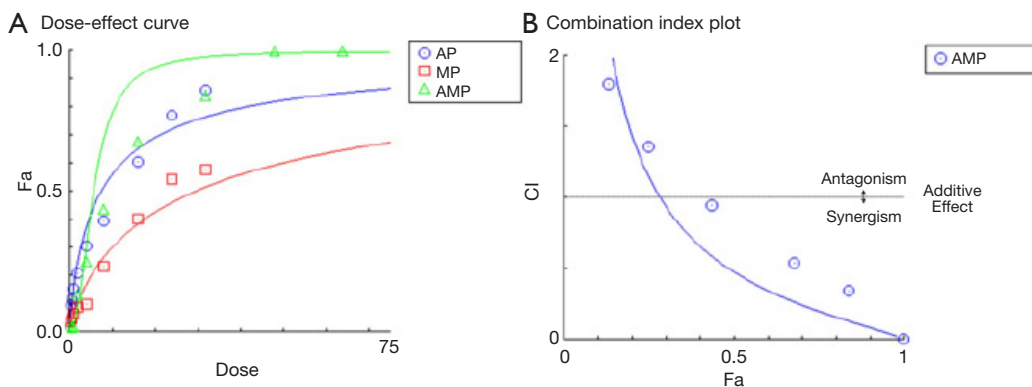 A Dose-effect curve
1.0
0.5
0.0
Fa
0
75
Dose
AP
MP
AMP
B Combination index plot
2
CI
0
0
0.5
1
Fa
Antagonism
Synergism
Additive
Effect
AMP